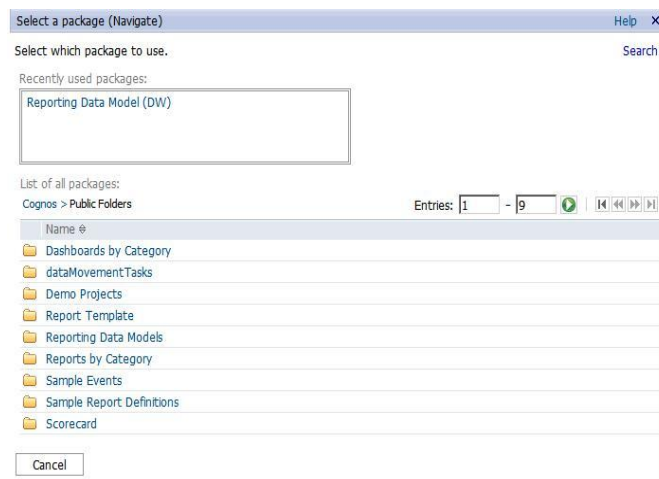 Select a package (Navigate) Help X
Select which package to use. Search
Recently used packages:
Reporting Data Model (DW)
List of all packages:
Cognos > Public Folders Entries: 1 - 9
Name
Dashboards by Category
dataMovementTasks
Demo Projects
Report Template
Reporting Data Models
Reports by Category
Sample Events
Sample Report Definitions
Scorecard
Cancel